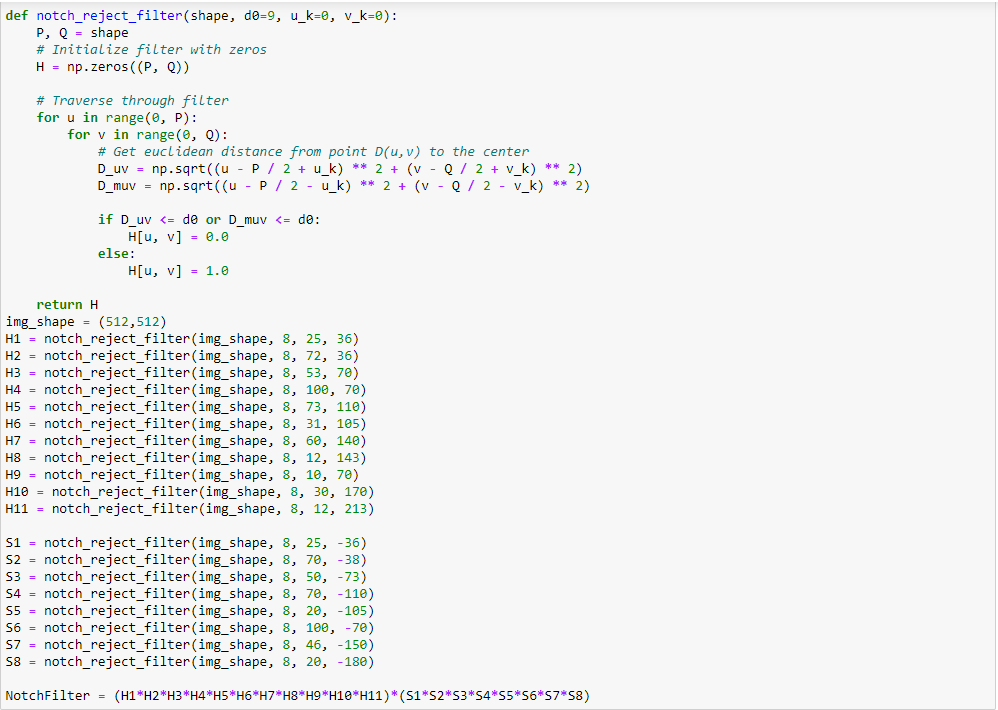 def notch_reject_filter(shape, d0=9, u_k=0, v_k=0):
    P, Q = shape
    # Initialize filter with zeros
    H = np.zeros((P, Q))

    # Traverse through filter
    for u in range(0, P):
        for v in range(0, Q):
            # Get euclidean distance from point D(u,v) to the center
            D_uv = np.sqrt((u - P / 2 + u_k) ** 2 + (v - Q / 2 + v_k) ** 2)
            D_muv = np.sqrt((u - P / 2 - u_k) ** 2 + (v - Q / 2 - v_k) ** 2)

            if D_uv <= d0 or D_muv <= d0:
                H[u, v] = 0.0
            else:
                H[u, v] = 1.0

    return H
img_shape = (512,512)
H1 = notch_reject_filter(img_shape, 8, 25, 36)
H2 = notch_reject_filter(img_shape, 8, 72, 36)
H3 = notch_reject_filter(img_shape, 8, 53, 70)
H4 = notch_reject_filter(img_shape, 8, 100, 70)
H5 = notch_reject_filter(img_shape, 8, 73, 110)
H6 = notch_reject_filter(img_shape, 8, 31, 105)
H7 = notch_reject_filter(img_shape, 8, 60, 140)
H8 = notch_reject_filter(img_shape, 8, 12, 143)
H9 = notch_reject_filter(img_shape, 8, 10, 70)
H10 = notch_reject_filter(img_shape, 8, 30, 170)
H11 = notch_reject_filter(img_shape, 8, 12, 213)

S1 = notch_reject_filter(img_shape, 8, 25, -36)
S2 = notch_reject_filter(img_shape, 8, 70, -38)
S3 = notch_reject_filter(img_shape, 8, 50, -73)
S4 = notch_reject_filter(img_shape, 8, 70, -110)
S5 = notch_reject_filter(img_shape, 8, 20, -105)
S6 = notch_reject_filter(img_shape, 8, 100, -70)
S7 = notch_reject_filter(img_shape, 8, 46, -150)
S8 = notch_reject_filter(img_shape, 8, 20, -180)

NotchFilter = (H1*H2*H3*H4*H5*H6*H7*H8*H9*H10*H11)*(S1*S2*S3*S4*S5*S6*S7*S8)